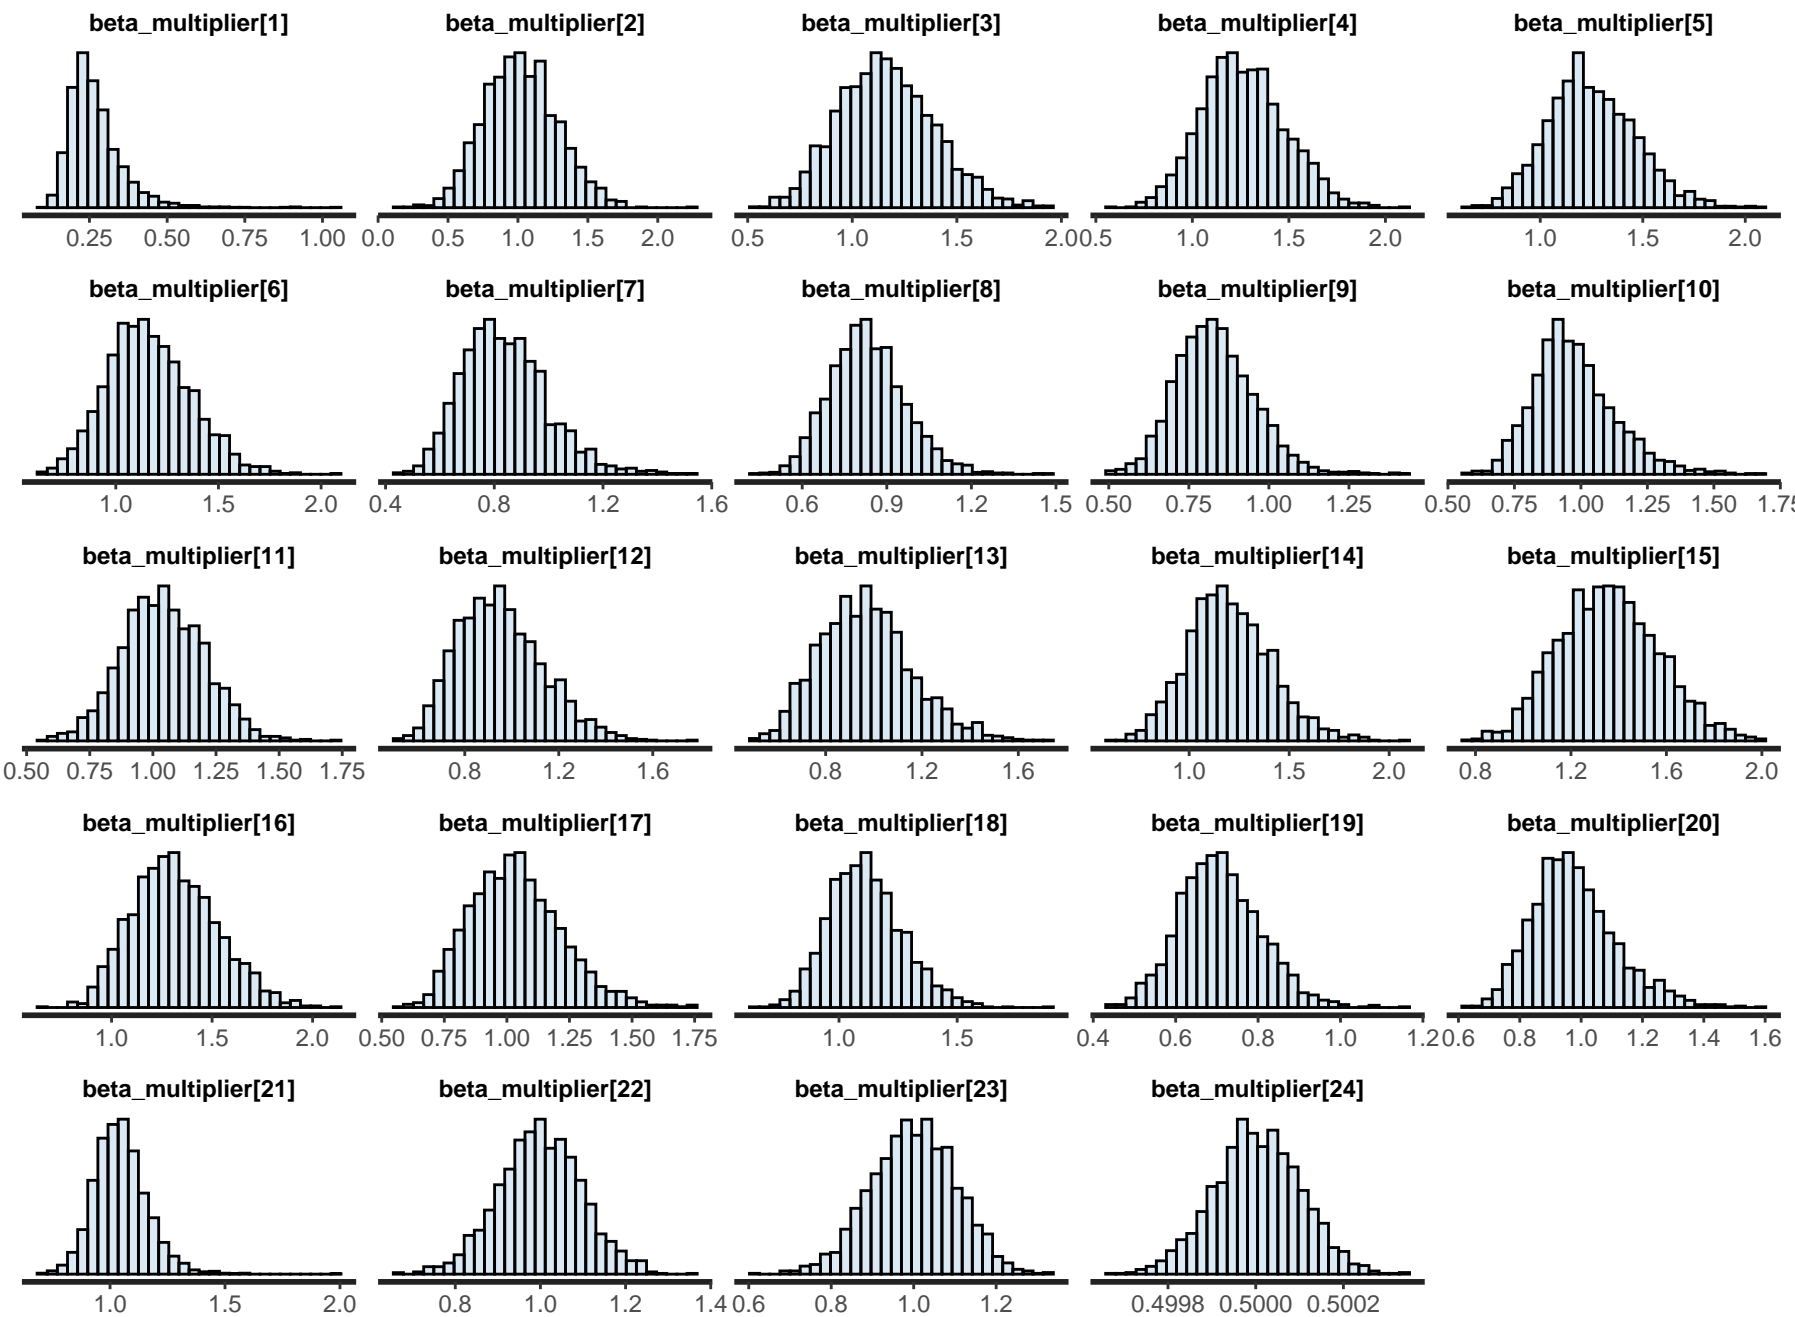 beta_multiplier[1] beta_multiplier[2] beta_multiplier[3] beta_multiplier[4] beta_multiplier[5]
0.25 0.50 0.75 1.00 0.0 0.5 1.0 1.5 2.0 0.5 1.0 1.5 2.0 0.5 1.0 1.5 2.0 1.0 1.5 2.0
beta_multiplier[6] beta_multiplier[7] beta_multiplier[8] beta_multiplier[9] beta_multiplier[10]
1.0 1.5 2.0 0.4 0.8 1.2 1.6 0.6 0.9 1.2 1.5 0.50 0.75 1.00 1.25 0.50 0.75 1.00 1.25 1.50 1.75
beta_multiplier[11] beta_multiplier[12] beta_multiplier[13] beta_multiplier[14] beta_multiplier[15]
0.50 0.75 1.00 1.25 1.50 1.75 0.8 1.2 1.6 0.8 1.2 1.6 1.0 1.5 2.0 0.8 1.2 1.6 2.0
beta_multiplier[16] beta_multiplier[17] beta_multiplier[18] beta_multiplier[19] beta_multiplier[20]
1.0 1.5 2.0 0.50 0.75 1.00 1.25 1.50 1.75 1.0 1.5 0.4 0.6 0.8 1.0 1.2 0.6 0.8 1.0 1.2 1.4 1.6
beta_multiplier[21] beta_multiplier[22] beta_multiplier[23] beta_multiplier[24]
1.0 1.5 2.0 0.8 1.0 1.2 1.4 0.6 0.8 1.0 1.2 0.4998 0.5000 0.5002